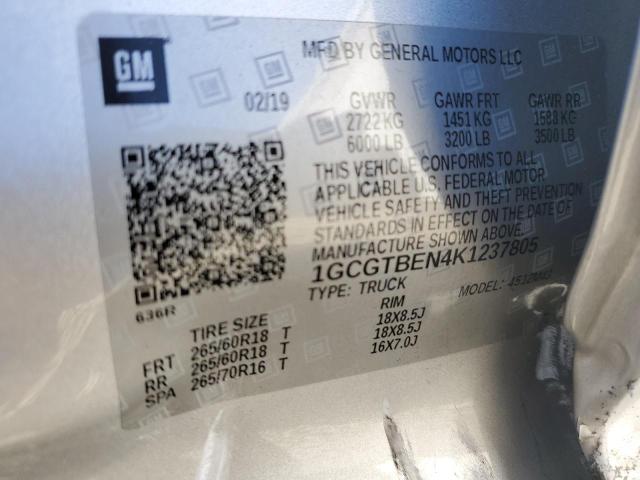 GM
MFD BY GENERAL MOTORS LLC
02/19 GVWR GAWR FRT GAWR RR
2722 KG 1451 KG 1588 KG
6000 LB 3200 LB 3500 LB
THIS VEHICLE CONFORMS TO ALL
APPLICABLE U.S. FEDERAL MOTOR
VEHICLE SAFETY AND THEFT PREVENTION
STANDARDS IN EFFECT ON THE DATE OF
MANUFACTURE SHOWN ABOVE.
1GCGTBEN4K1237805
TYPE: TRUCK MODEL:
636R
TIRE SIZE RIM
FRT 265/60R18 T 18X8.5J
RR 265/60R18 T 18X8.5J
SPA 265/70R16 T 16X7.0J